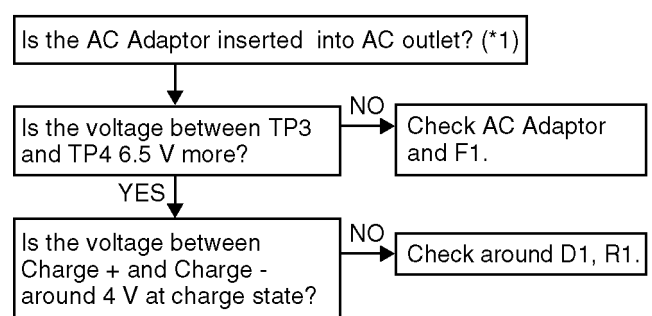 Is the AC Adaptor inserted into AC outlet? (*1)
NO
Is the voltage between TP3
and TP4 6.5 V more?
Check AC Adaptor
and F1.
YES
Is the voltage between
Charge + and Charge -
around 4 V at charge state?
NO
Check around D1, R1.